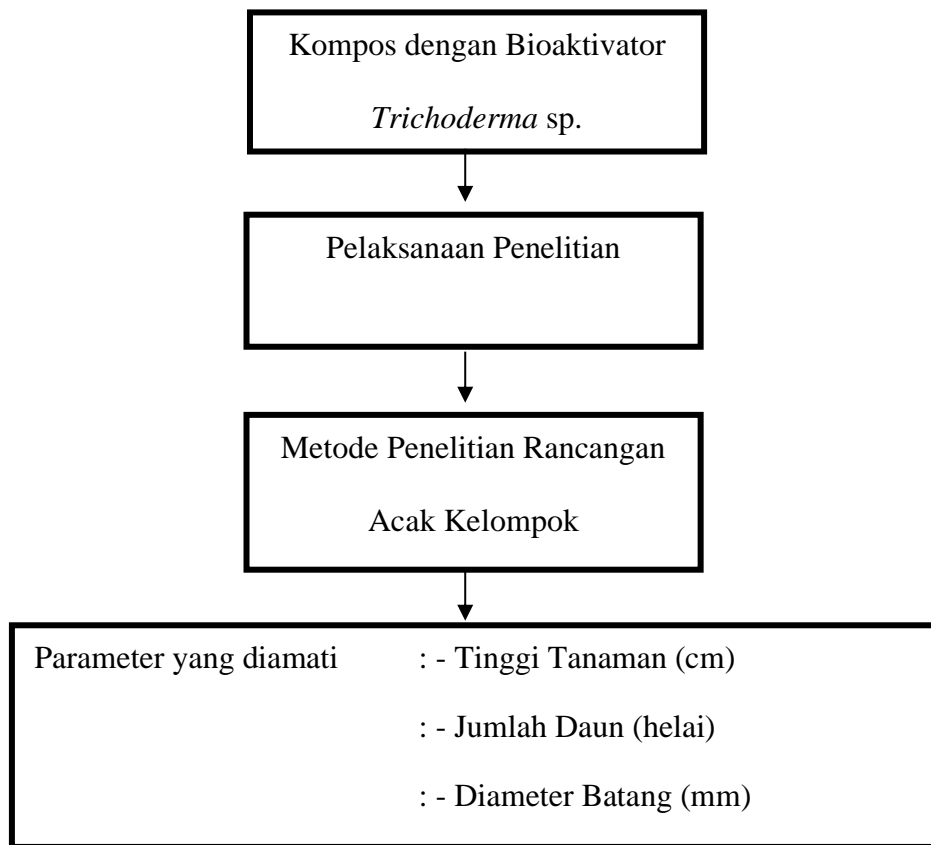 Kompos dengan Bioaktivator
Trichoderma sp.
Pelaksanaan Penelitian
Metode Penelitian Rancangan
Acak Kelompok
Parameter yang diamati : - Tinggi Tanaman (cm)
: - Jumlah Daun (helai)
: - Diameter Batang (mm)